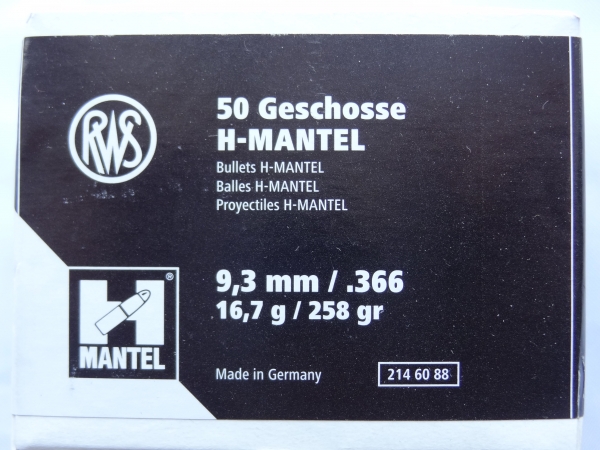 RWS
50 Geschosse
H-MANTEL
Bullets H-MANTEL
Balles H-MANTEL
Proyectiles H-MANTEL
9,3 mm / .366
16,7 g / 258 gr
H®
MANTEL
Made in Germany
214 60 88